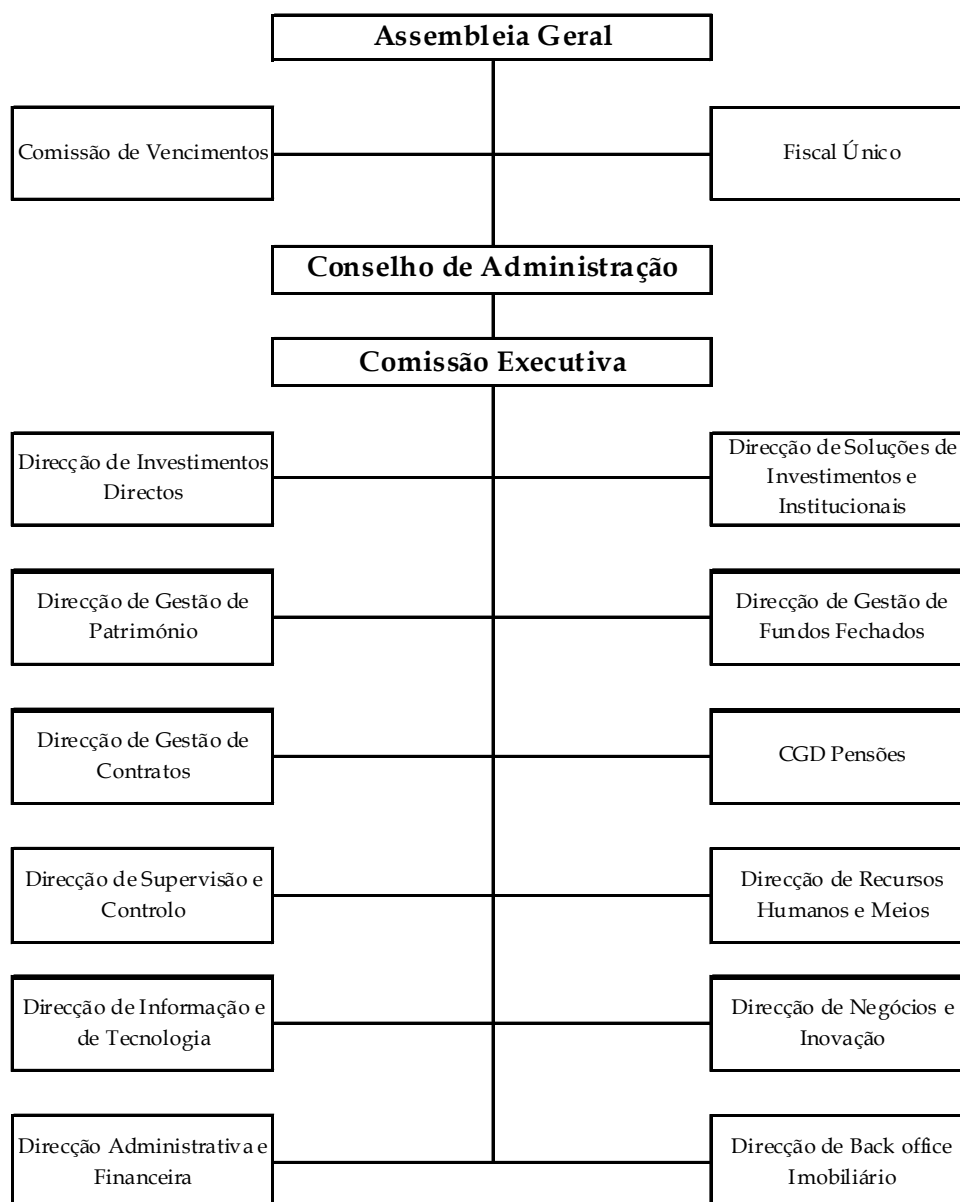 Assembleia Geral
Comissão de Vencimentos
Fiscal Único
Conselho de Administração
Comissão Executiva
Direcção de Investimentos
Directos
Direcção de Soluções de
Investimentos e
Institucionais
Direcção de Gestão de
Património
Direcção de Gestão de
Fundos Fechados
Direcção de Gestão de
Contratos
CGD Pensões
Direcção de Supervisão e
Controlo
Direcção de Recursos
Humanos e Meios
Direcção de Informação e
de Tecnologia
Direcção de Negócios e
Inovação
Direcção Administrativa e
Financeira
Direcção de Back office
Imobiliário